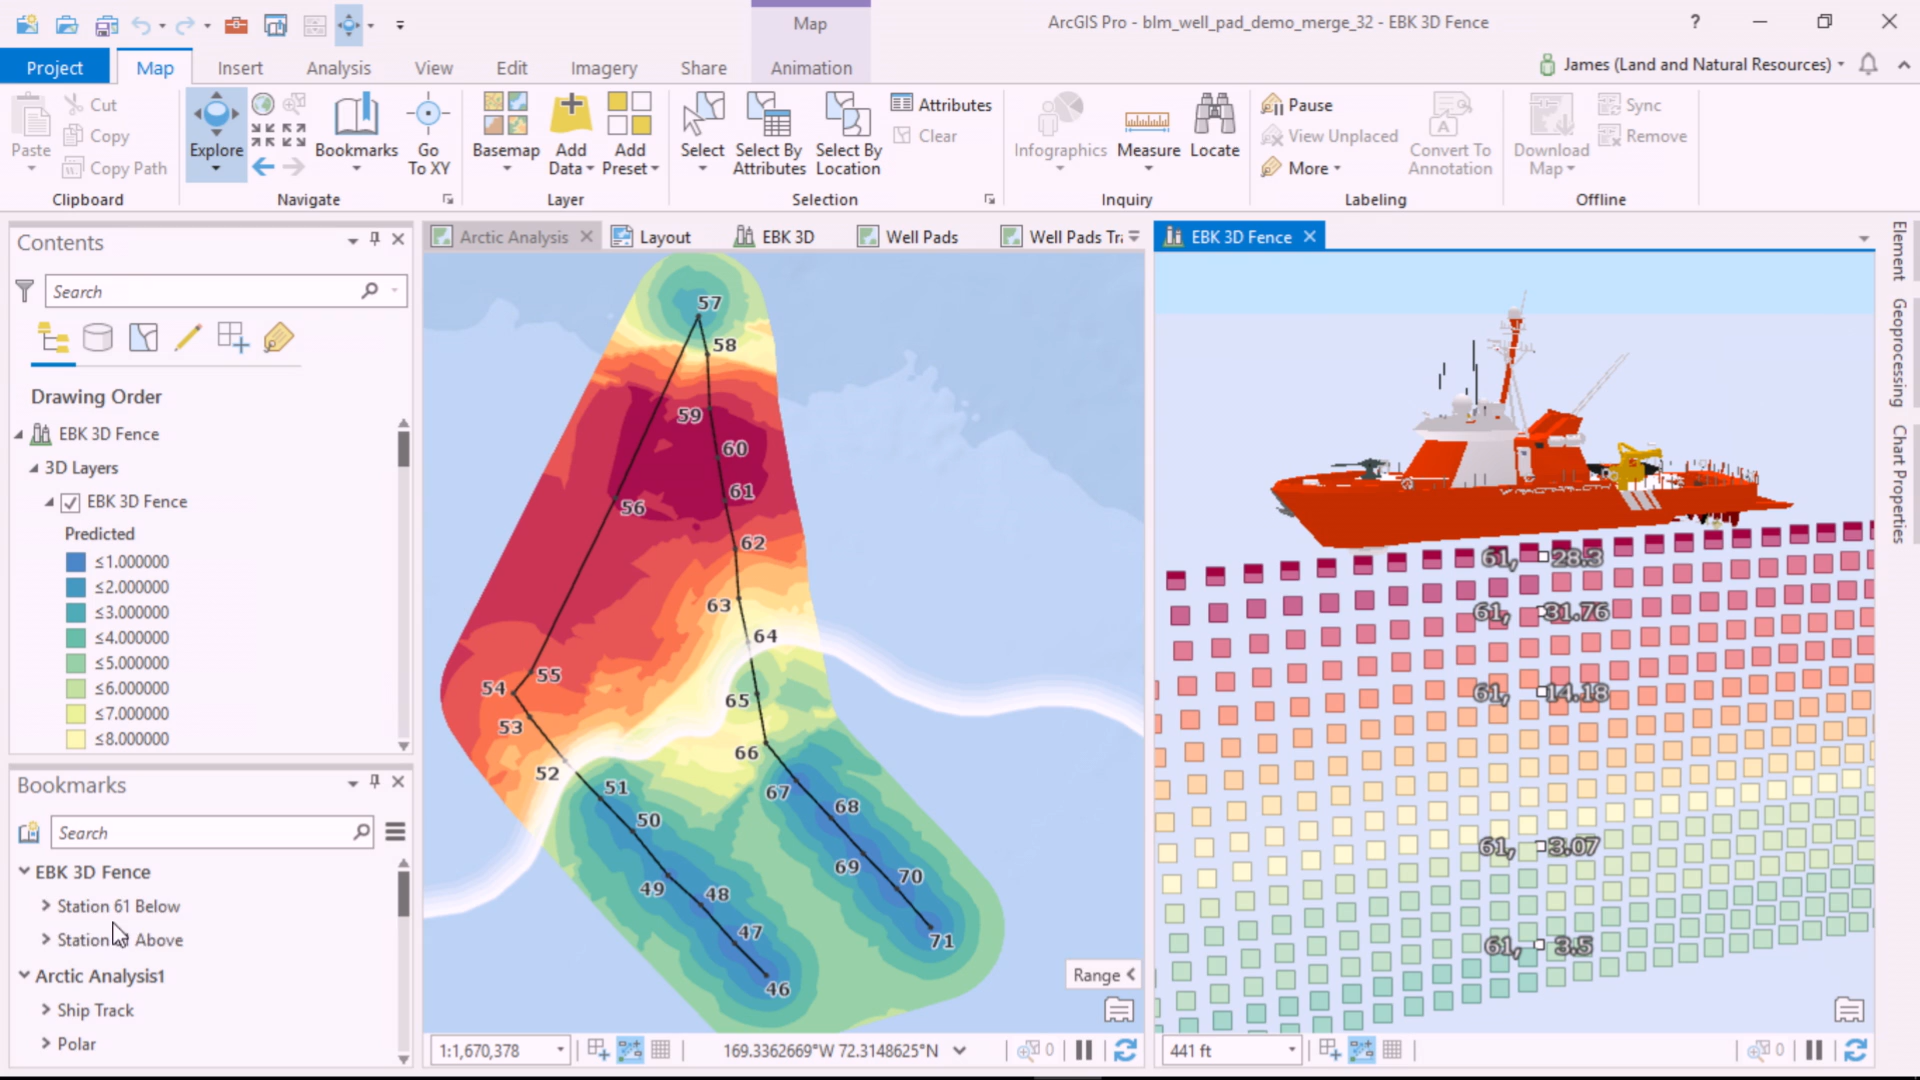 Map
ArcGIS Pro - blm_well_pad_demo_merge_32 - EBK 3D Fence
?
Project
Map
Insert
Analysis
View
Edit
Imagery
Share
Animation
James (Land and Natural Resources)
Paste
Cut
Copy
Copy Path
Clipboard
Explore
Bookmarks
Go To XY
Navigate
Basemap
Add Data
Add Preset
Layer
Select
Select By Attributes
Select By Location
Attributes
Clear
Selection
Infographics
Measure
Locate
Inquiry
Pause
View Unplaced
More
Convert To Annotation
Labeling
Download Map
Sync
Remove
Offline
Contents
Search
Drawing Order
EBK 3D Fence
3D Layers
EBK 3D Fence
Predicted
≤1.000000
≤2.000000
≤3.000000
≤4.000000
≤5.000000
≤6.000000
≤7.000000
≤8.000000
Bookmarks
Search
EBK 3D Fence
Station 61 Below
Station Above
Arctic Analysis1
Ship Track
Polar
Arctic Analysis
Layout
EBK 3D
Well Pads
Well Pads Tr
57
58
59
60
61
56
62
63
64
55
54
65
53
66
52
51
67
68
50
69
70
49
48
47
71
46
Range
1:1,670,378
169.3362669°W 72.3148625°N
0
EBK 3D Fence
61, 28.3
61, 31.76
61, 14.18
61, 3.07
61, 3.5
441 ft
0
Element
Geoprocessing
Chart Properties